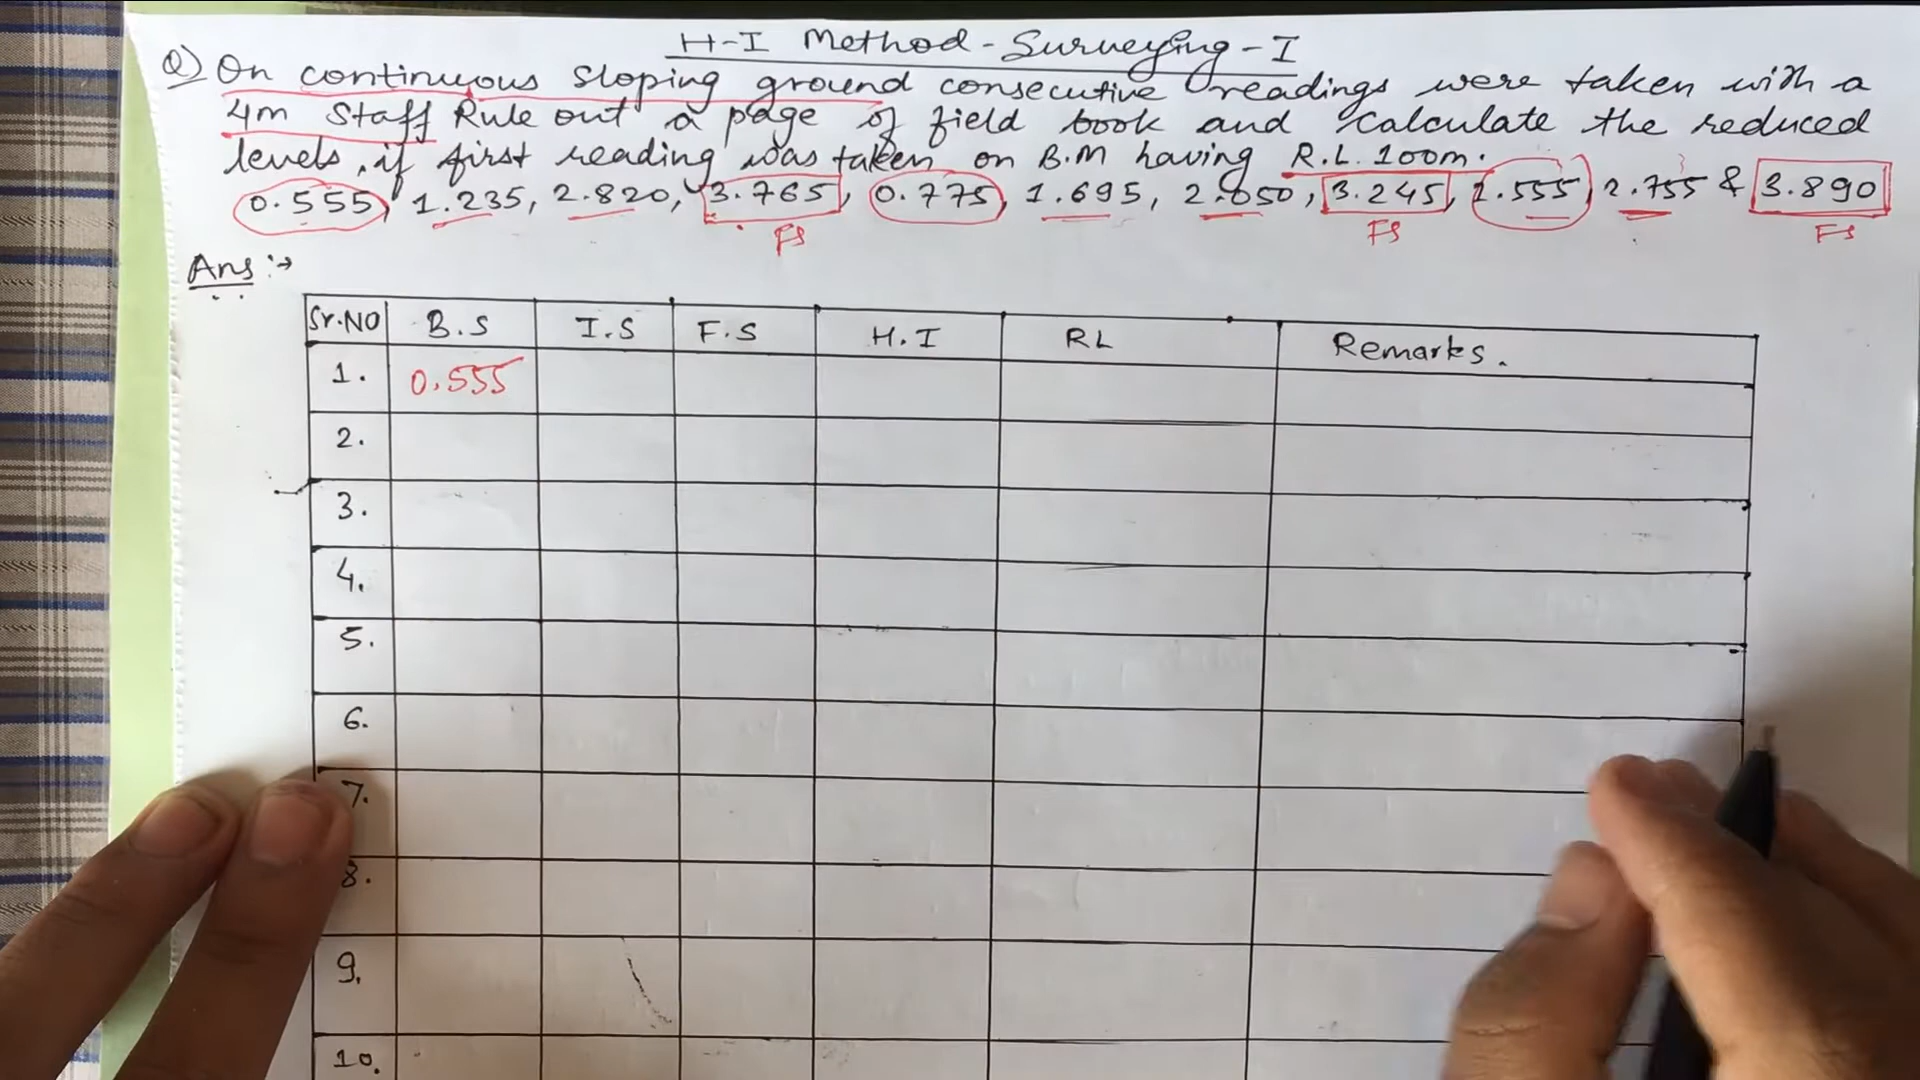 H-I Method - Surveying - I
Q) On continuous sloping ground consecutive readings were taken with a
4m Staff Rule out a page of field book and calculate the reduced
levels, if first reading was taken on B.M having R.L. 100m.
0.555, 1.235, 2.820, 3.765, 0.775, 1.695, 2.050, 3.245, 1.555, 2.755 & 3.890
FS FS FS
Ans :→
Sr.NO B.S I.S F.S H.I RL Remarks.
1. 0.555
2.
3.
4.
5.
6.
7.
8.
9.
10.